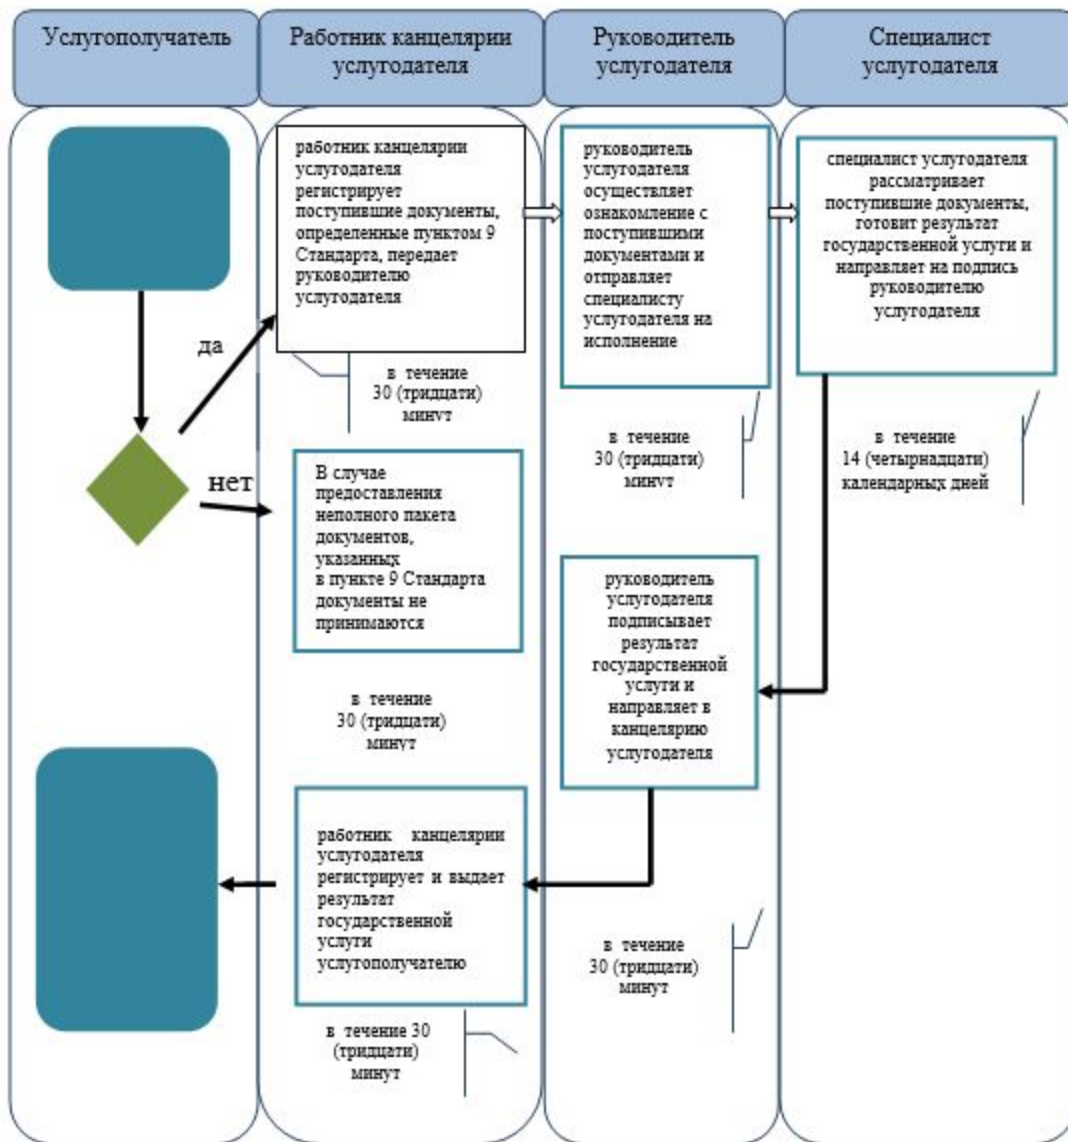 Услугополучатель
Работник канцелярии
услугодателя
Руководитель
услугодателя
Специалист
услугодателя
работник канцелярии
услугодателя
регистрирует
поступившие документы,
определенные пунктом 9
Стандарта, передает
руководителю
услугодателя
руководитель
услугодателя
осуществляет
ознакомление с
поступившими
документами и
отправляет
специалисту
услугодателя на
исполнение
специалист услугодателя
рассматривает
поступившие документы,
готовит результат
государственной услуги и
направляет на подпись
руководителю
услугодателя
да
в течение
30 (тридцати)
минут
в течение
30 (тридцати)
минут
в течение
14 (четырнадцати)
календарных дней
нет
В случае
предоставления
неполного пакета
документов,
указанных
в пункте 9 Стандарта
документы не
принимаются
в течение
30 (тридцати)
минут
руководитель
услугодателя
подписывает
результат
государственной
услуги и
направляет в
канцелярию
услугодателя
работник канцелярии
услугодателя
регистрирует и выдает
результат
государственной
услуги
услугополучателю
в течение
30 (тридцати)
минут
в течение 30
(тридцати)
минут